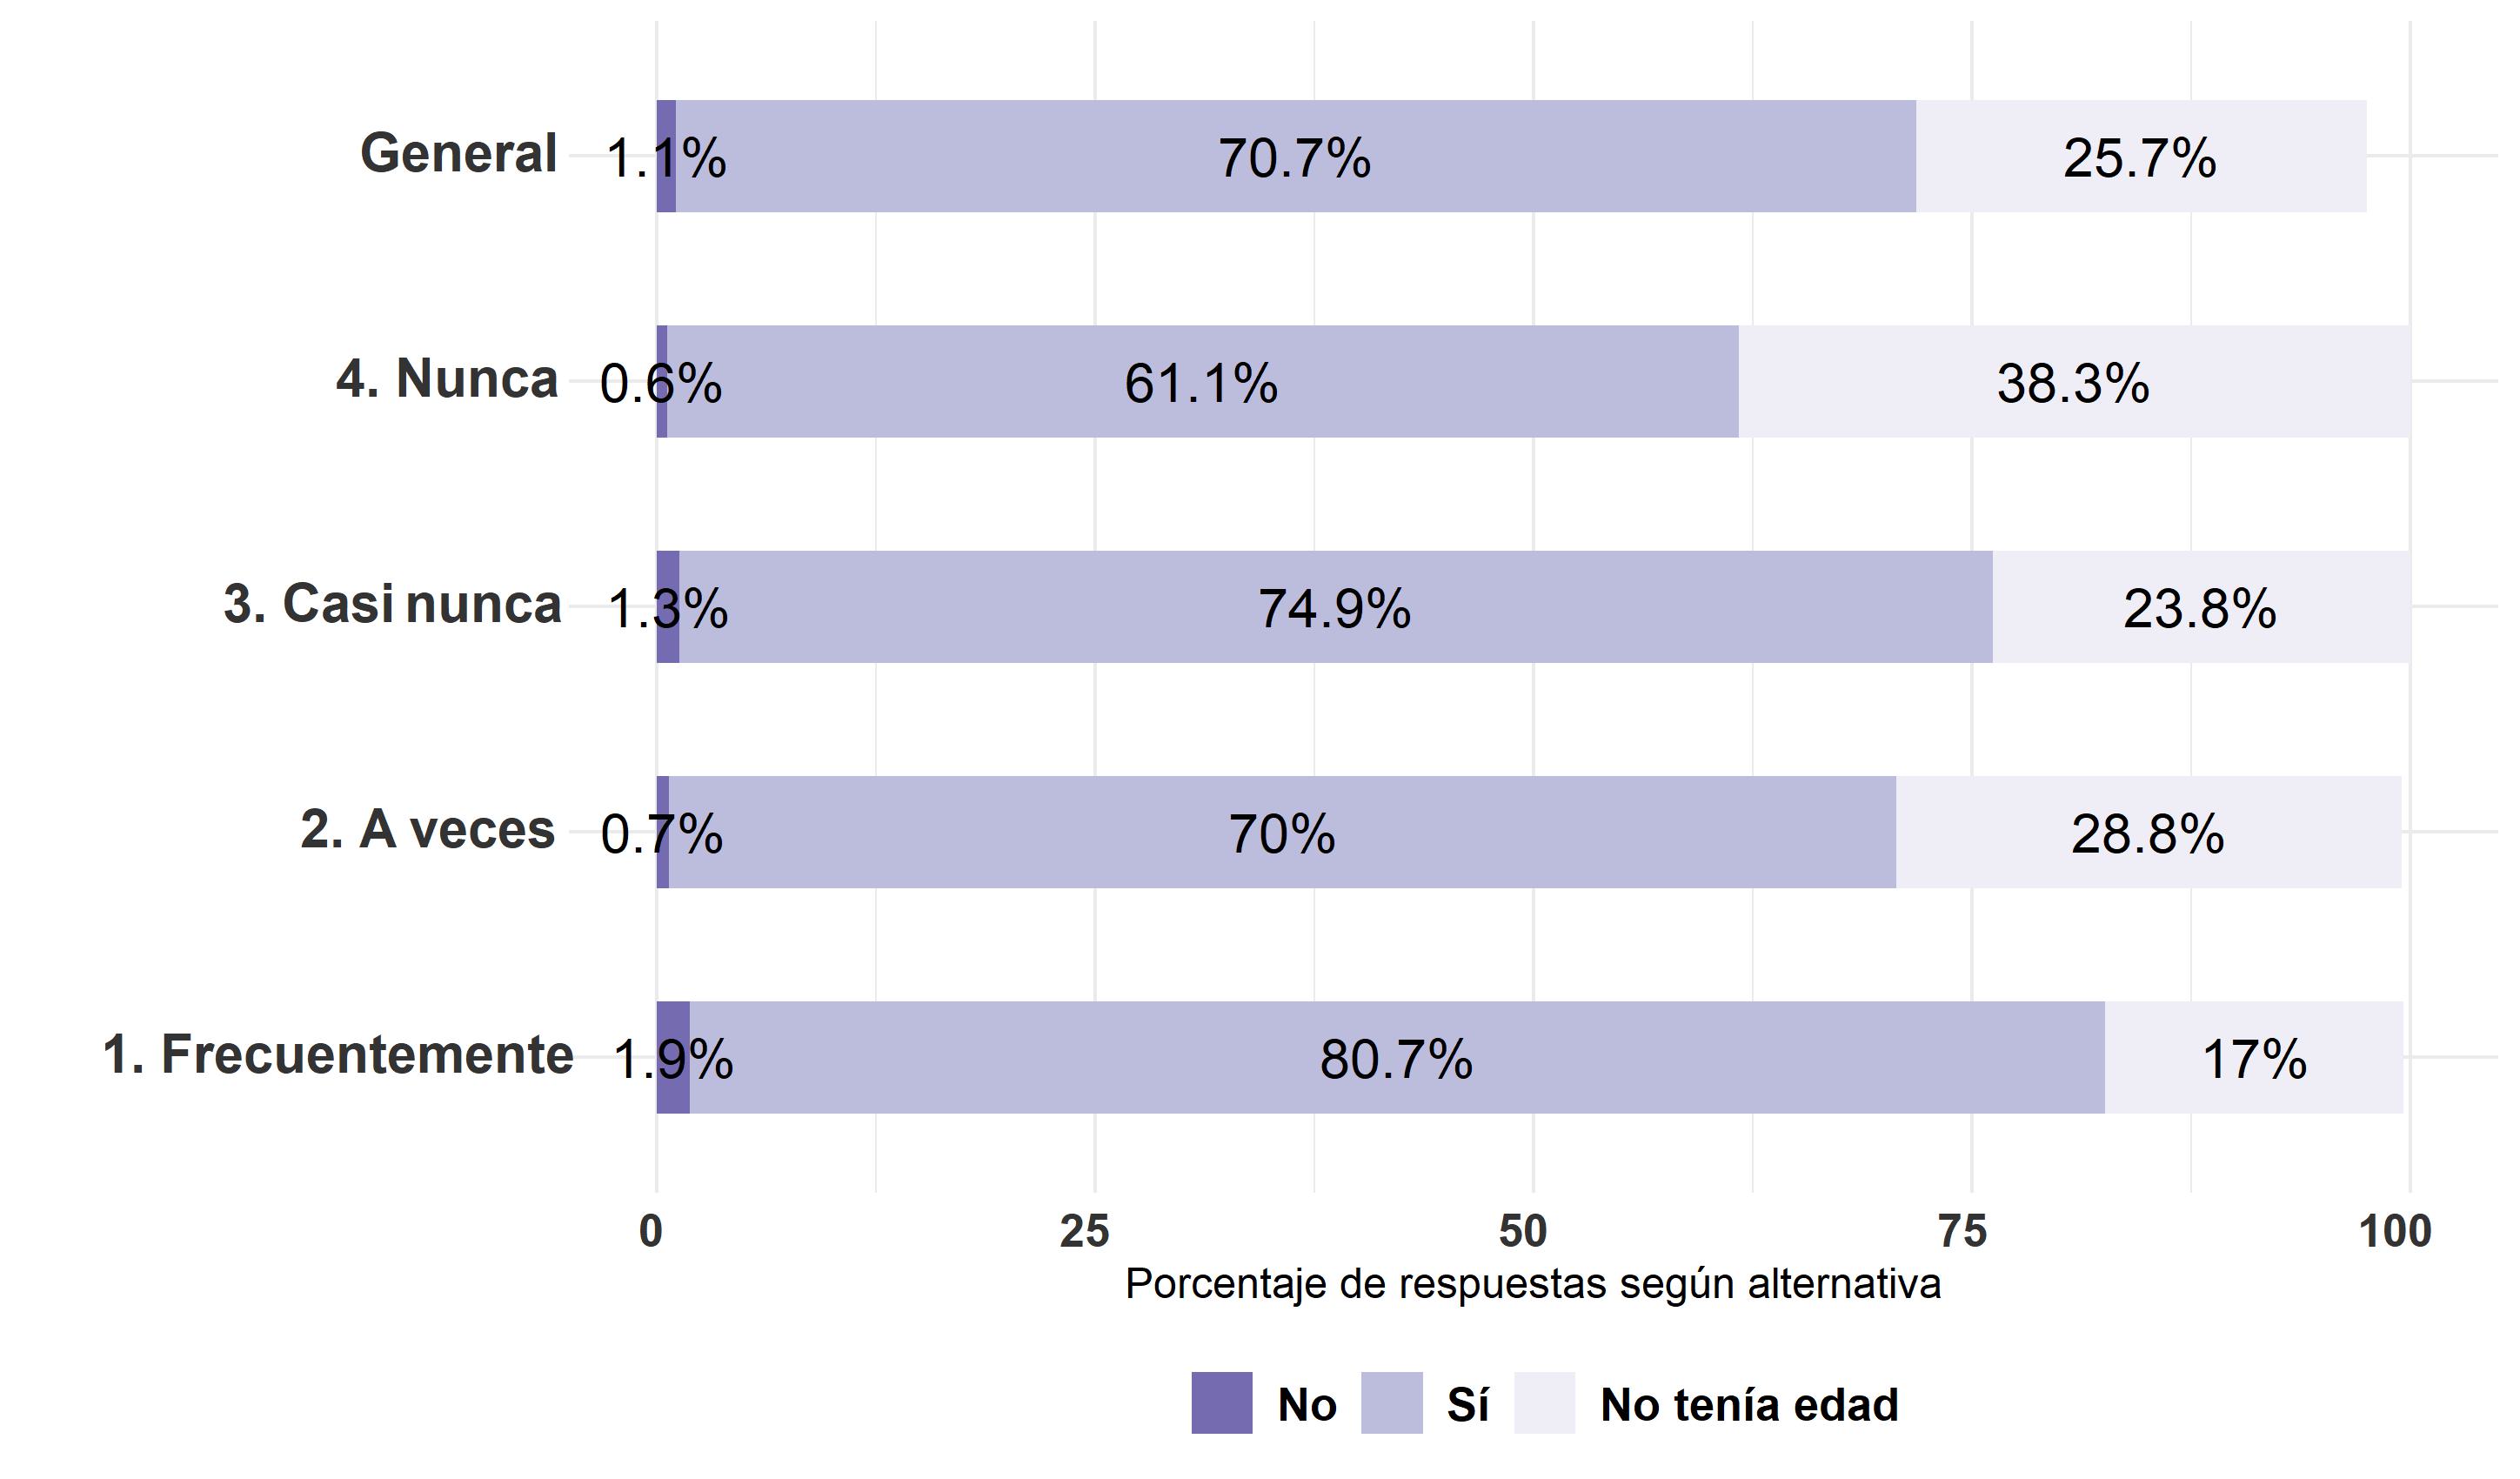 General 1.1% 70.7% 25.7%
4. Nunca 0.6% 61.1% 38.3%
3. Casi nunca 1.3% 74.9% 23.8%
2. A veces 0.7% 70% 28.8%
1. Frecuentemente 1.9% 80.7% 17%
0 25 50 75 100
Porcentaje de respuestas según alternativa
No Sí No tenía edad